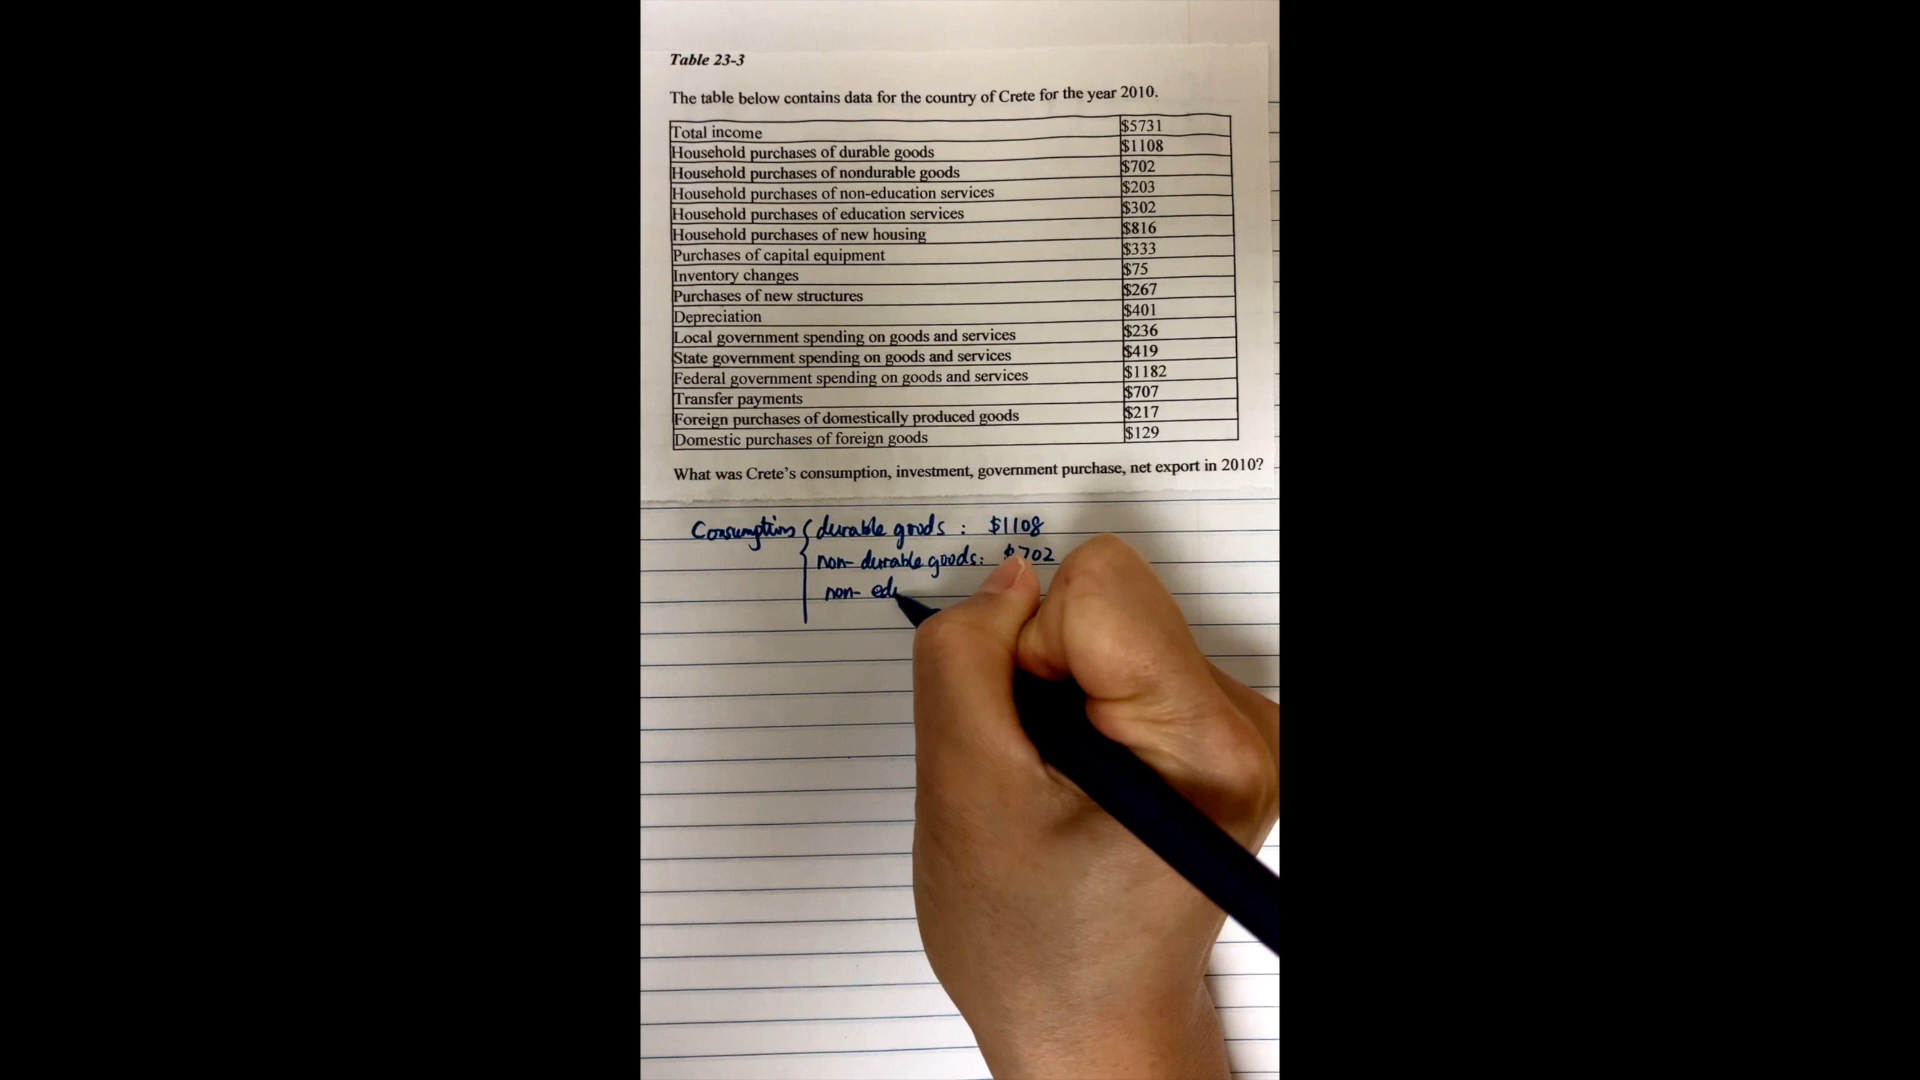 Table 23-3
The table below contains data for the country of Crete for the year 2010.
Total income $5731
Household purchases of durable goods $1108
Household purchases of nondurable goods $702
Household purchases of non-education services $203
Household purchases of education services $302
Household purchases of new housing $816
Purchases of capital equipment $333
Inventory changes $75
Purchases of new structures $267
Depreciation $401
Local government spending on goods and services $236
State government spending on goods and services $419
Federal government spending on goods and services $1182
Transfer payments $707
Foreign purchases of domestically produced goods $217
Domestic purchases of foreign goods $129
What was Crete's consumption, investment, government purchase, net export in 2010?
Consumption { durable goods : $1108
non-durable goods: $702
non- edu